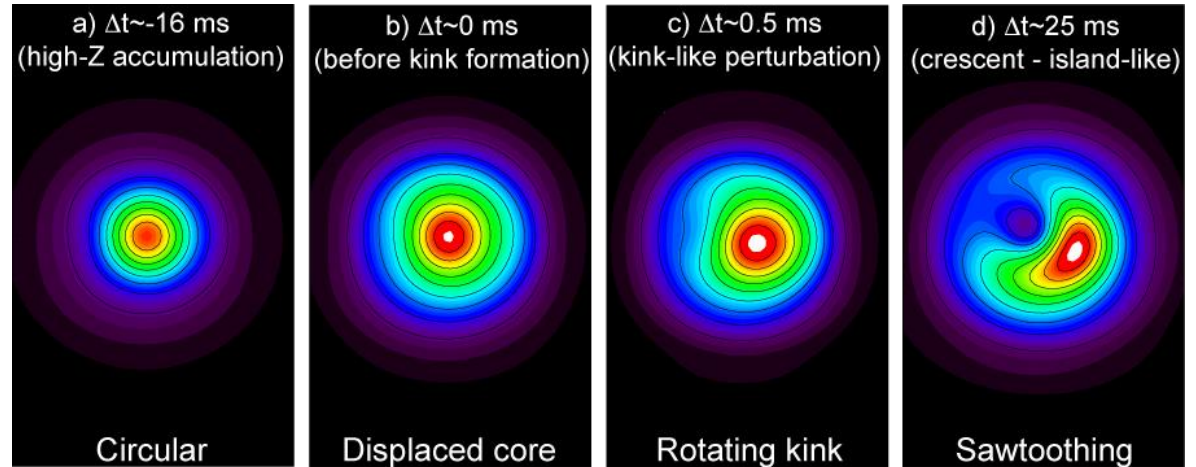 a) Δt~-16 ms
(high-Z accumulation)
Circular
b) Δt~0 ms
(before kink formation)
Displaced core
c) Δt~0.5 ms
(kink-like perturbation)
Rotating kink
d) Δt~25 ms
(crescent - island-like)
Sawtoothing